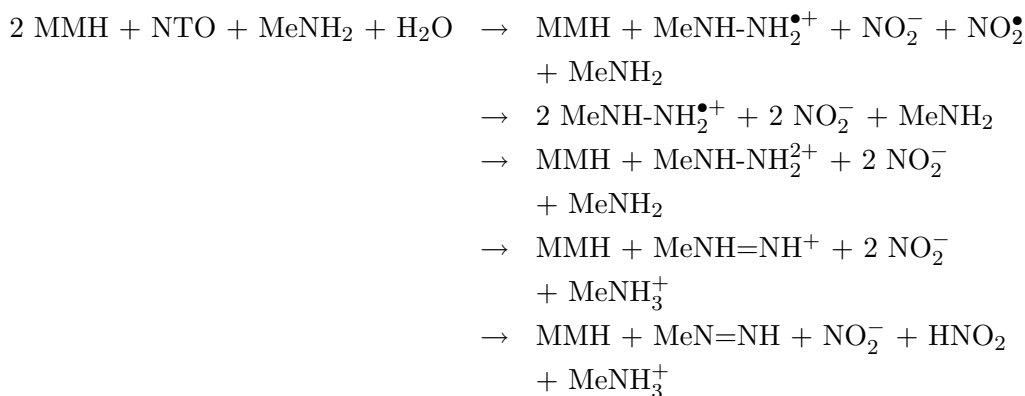 2 MMH + NTO + MeNH₂ + H₂O → MMH + MeNH-NH₂•⁺ + NO₂⁻ + NO₂•
+ MeNH₂
→ 2 MeNH-NH₂•⁺ + 2 NO₂⁻ + MeNH₂
→ MMH + MeNH-NH₂²⁺ + 2 NO₂⁻
+ MeNH₂
→ MMH + MeNH=NH⁺ + 2 NO₂⁻
+ MeNH₃⁺
→ MMH + MeN=NH + NO₂⁻ + HNO₂
+ MeNH₃⁺